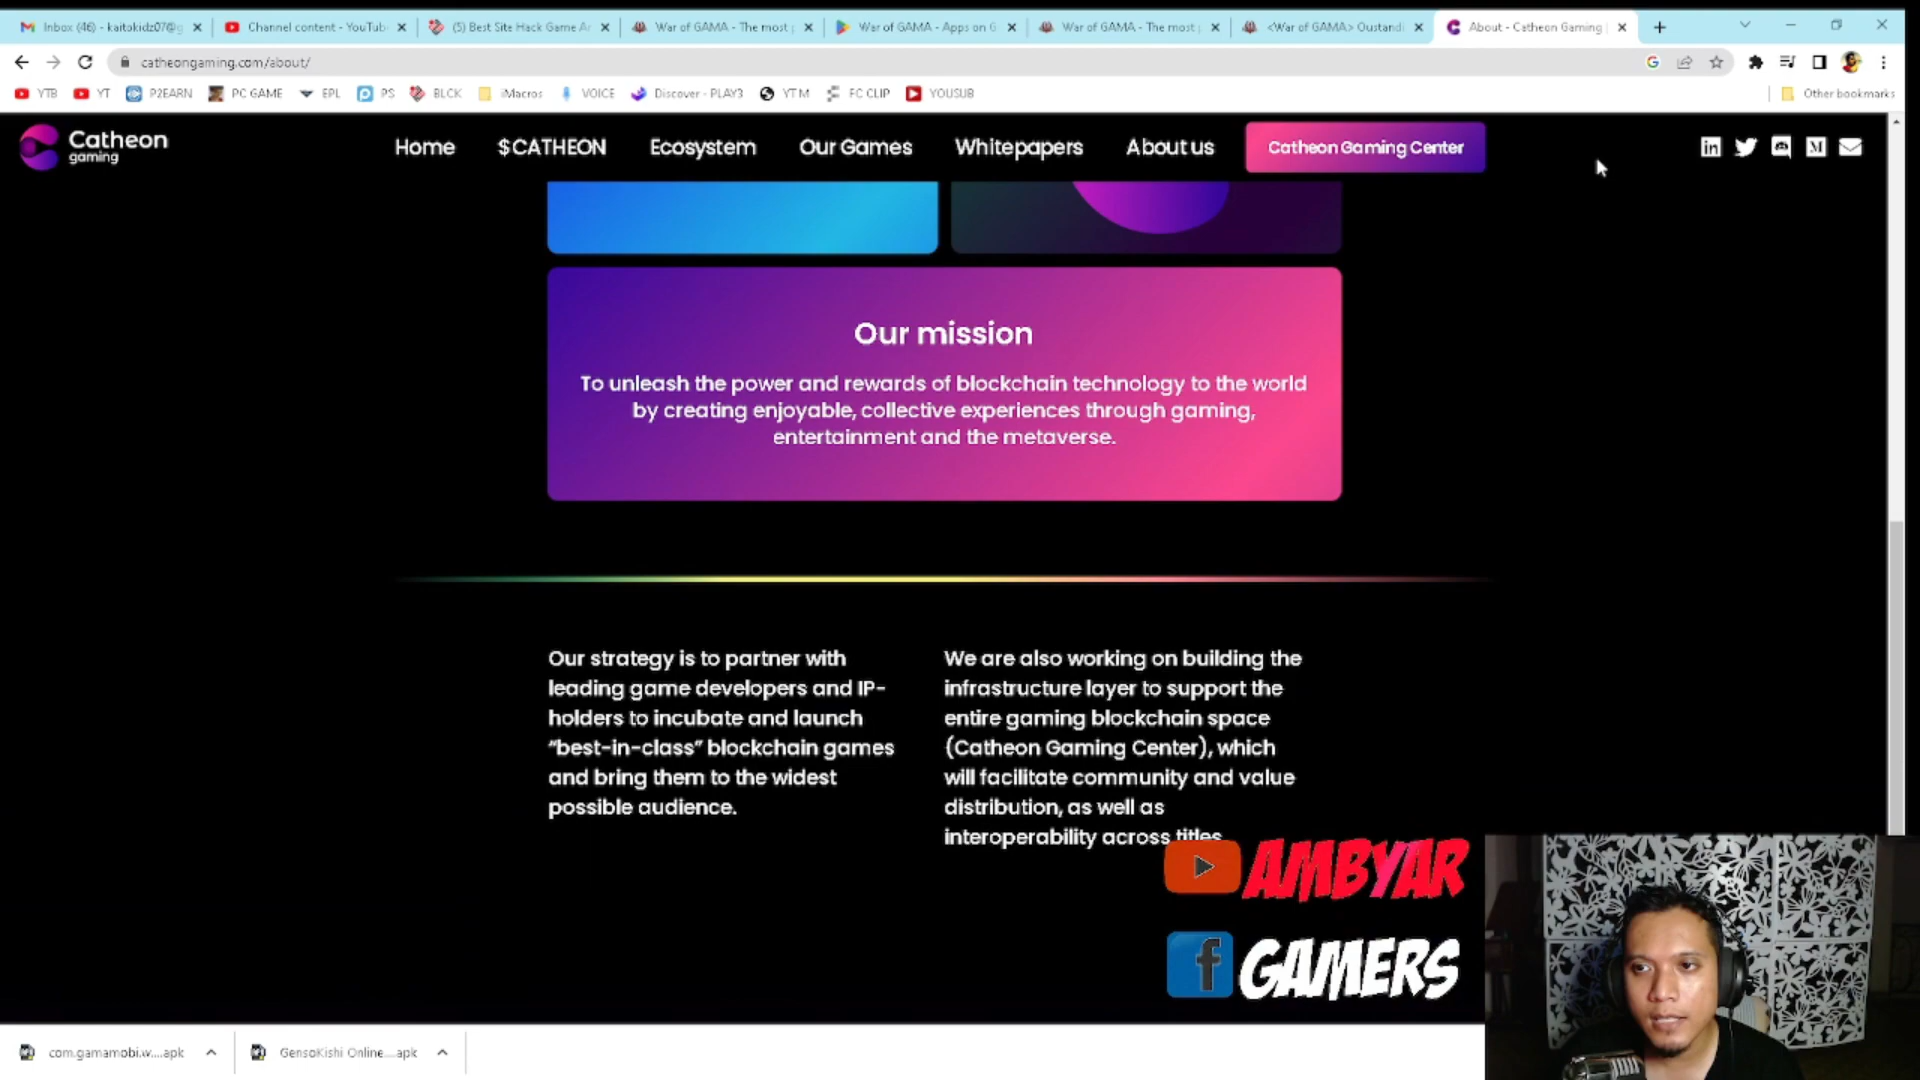 Inbox (46) - kaitokidz07@g
Channel content - YouTub
(5) Best Site Hack Game An
War of GAMA - The most p
War of GAMA - Apps on G
War of GAMA - The most p
<War of GAMA> Oustandi
About - Catheon Gaming |
catheongaming.com/about/
YTB
YT
P2EARN
PC GAME
EPL
PS
BLCK
iMacros
VOICE
Discover - PLAY3
YTM
FC CLIP
YOUSUB
Other bookmarks
Catheon
gaming
Home
$CATHEON
Ecosystem
Our Games
Whitepapers
About us
Catheon Gaming Center
Our mission
To unleash the power and rewards of blockchain technology to the world
by creating enjoyable, collective experiences through gaming,
entertainment and the metaverse.
Our strategy is to partner with
leading game developers and IP-
holders to incubate and launch
“best-in-class” blockchain games
and bring them to the widest
possible audience.
We are also working on building the
infrastructure layer to support the
entire gaming blockchain space
(Catheon Gaming Center), which
will facilitate community and value
distribution, as well as
interoperability across titles
AMBYAR
GAMERS
com.gamamobi.w....apk
GensoKishi Online....apk